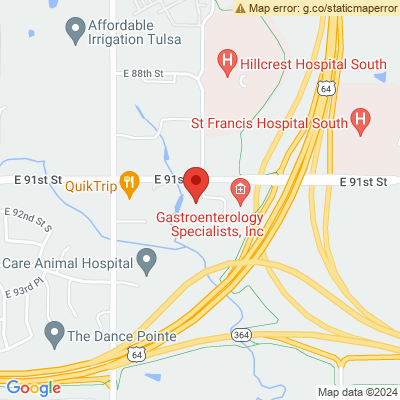 Map error: g.co/staticmaperror
Affordable
Irrigation Tulsa
E 88th St
Hillcrest Hospital South
64
St Francis Hospital South
E 91st St
E 91st St
QuikTrip
E 92nd St S
Gastroenterology
Specialists, Inc
Care Animal Hospital
E 93rd Pl
The Dance Pointe
364
64
Google
Map data ©2024